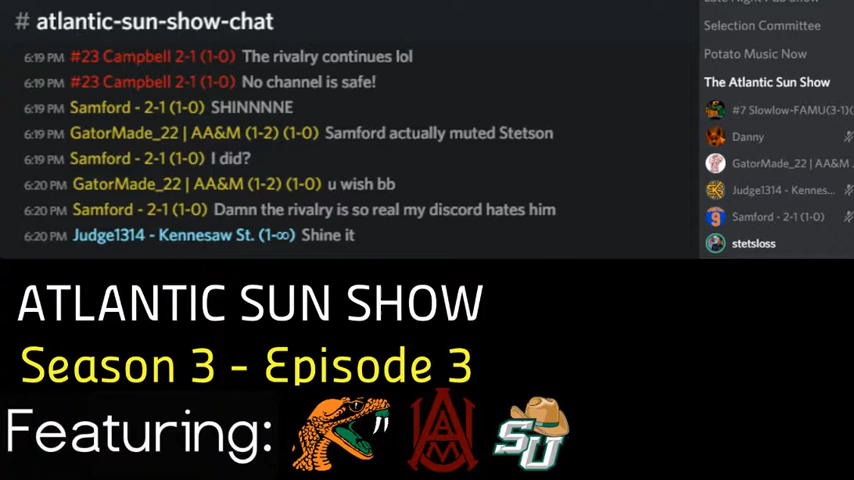 # atlantic-sun-show-chat
6:19 PM #23 Campbell 2-1 (1-0) The rivalry continues lol
6:19 PM #23 Campbell 2-1 (1-0) No channel is safe!
6:19 PM Samford - 2-1 (1-0) SHINNNNE
6:19 PM GatorMade_22 | AA&M (1-2) (1-0) Samford actually muted Stetson
6:19 PM Samford - 2-1 (1-0) I did?
6:20 PM GatorMade_22 | AA&M (1-2) (1-0) u wish bb
6:20 PM Samford - 2-1 (1-0) Damn the rivalry is so real my discord hates him
6:20 PM Judge1314 - Kennesaw St. (1-∞) Shine it
Selection Committee
Potato Music Now
The Atlantic Sun Show
#7 Slowlow-FAMU(3-1)(
Danny
GatorMade_22 | AA&M
Judge1314 - Kennes...
Samford - 2-1 (1-0)
stetsloss
ATLANTIC SUN SHOW
Season 3 - Episode 3
Featuring:
AAM
SU